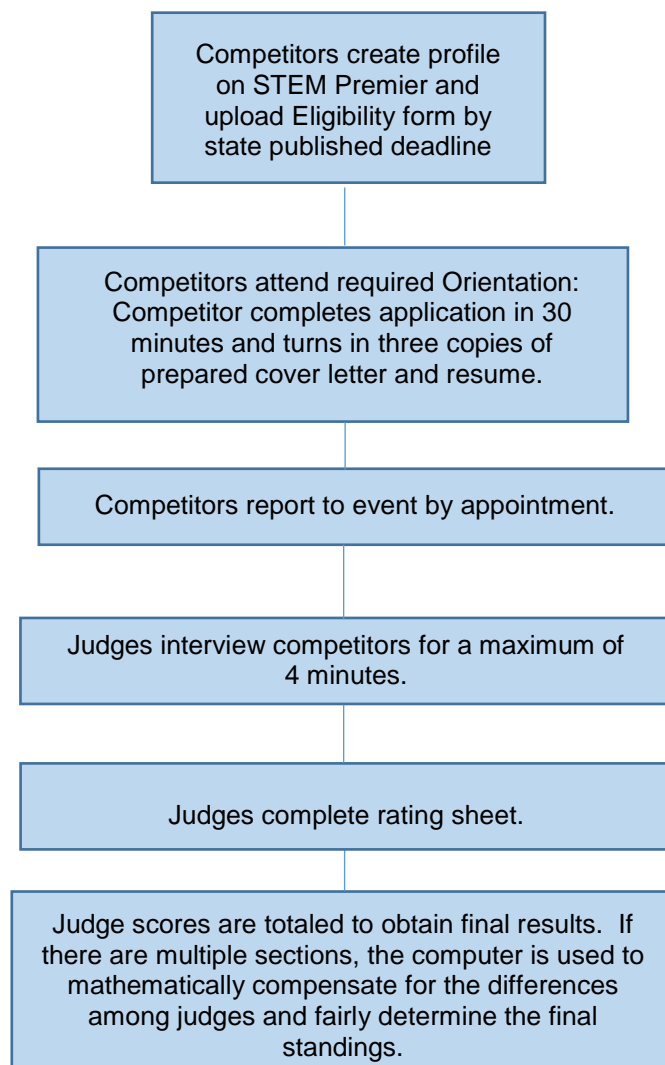 Competitors create profile
on STEM Premier and
upload Eligibility form by
state published deadline
Competitors attend required Orientation:
Competitor completes application in 30
minutes and turns in three copies of
prepared cover letter and resume.
Competitors report to event by appointment.
Judges interview competitors for a maximum of
4 minutes.
Judges complete rating sheet.
Judge scores are totaled to obtain final results.  If
there are multiple sections, the computer is used to
mathematically compensate for the differences
among judges and fairly determine the final
standings.